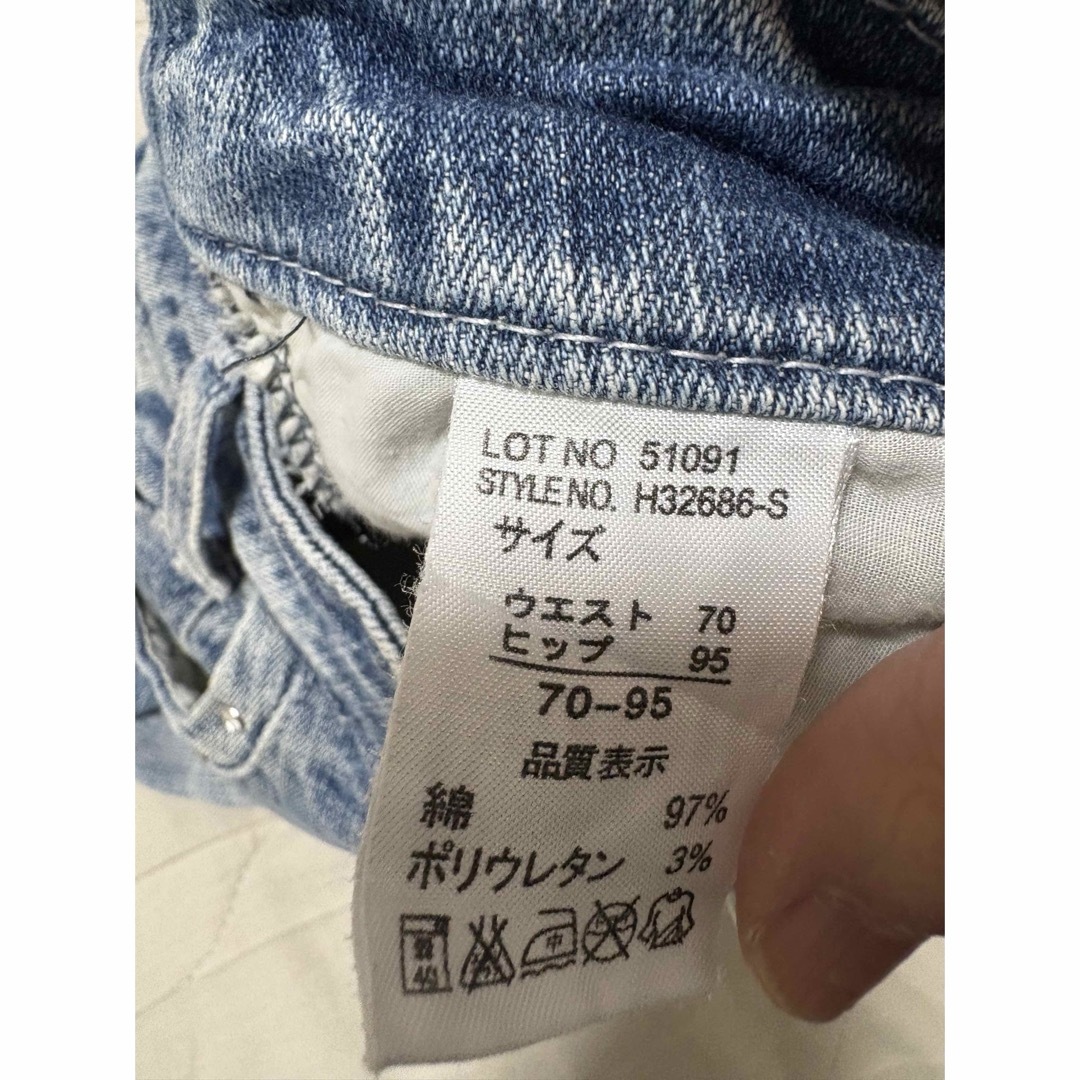 LOT NO 51091
STYLE NO. H32686-S
サイズ
ウエスト 70
ヒップ 95
70-95
品質表示
綿 97%
ポリウレタン 3%
中